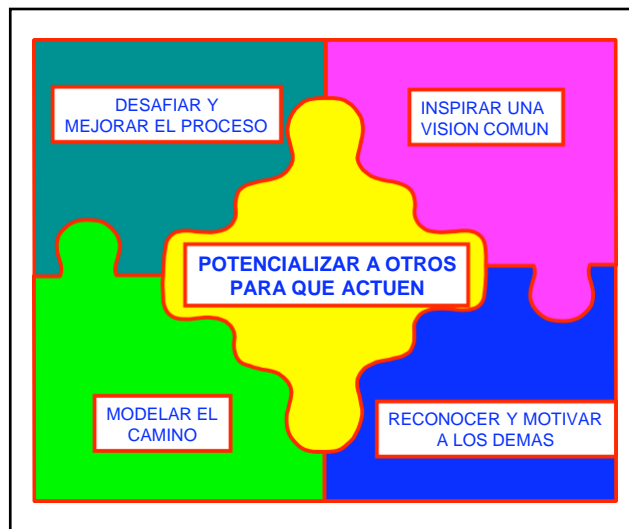 DESAFIAR Y
MEJORAR EL PROCESO
INSPIRAR UNA
VISION COMUN
POTENCIALIZAR A OTROS
PARA QUE ACTUEN
MODELAR EL
CAMINO
RECONOCER Y MOTIVAR
A LOS DEMAS